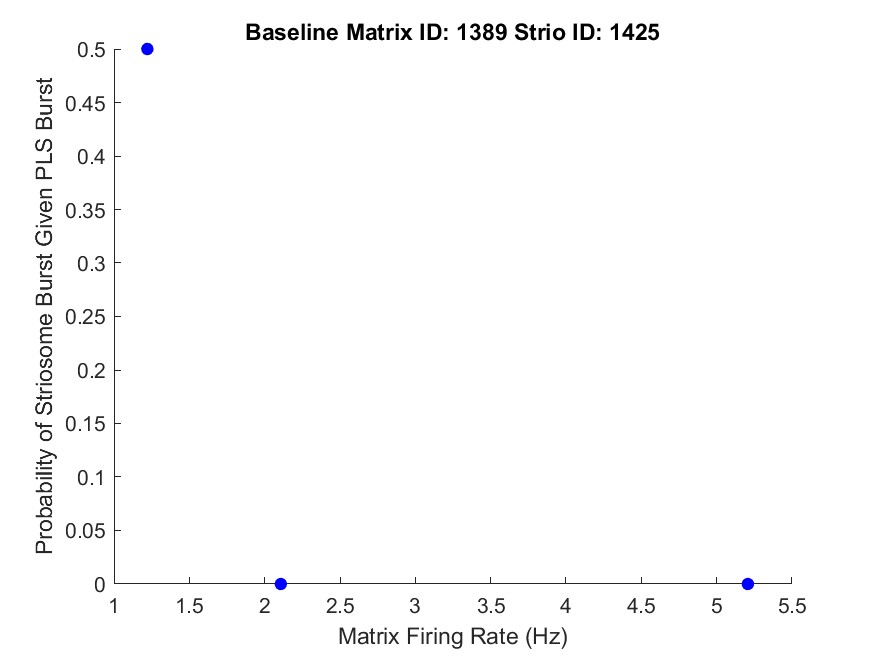 Baseline Matrix ID: 1389 Strio ID: 1425
Probability of Striosome Burst Given PLS Burst
0.5
0.45
0.4
0.35
0.3
0.25
0.2
0.15
0.1
0.05
0
1 1.5 2 2.5 3 3.5 4 4.5 5 5.5
Matrix Firing Rate (Hz)